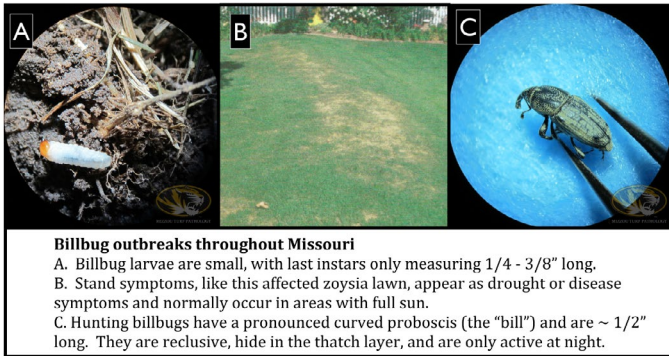 A
B
C
Billbug outbreaks throughout Missouri
A. Billbug larvae are small, with last instars only measuring 1/4 - 3/8" long.
B. Stand symptoms, like this affected zoysia lawn, appear as drought or disease
symptoms and normally occur in areas with full sun.
C. Hunting billbugs have a pronounced curved proboscis (the “bill”) and are ~ 1/2”
long. They are reclusive, hide in the thatch layer, and are only active at night.